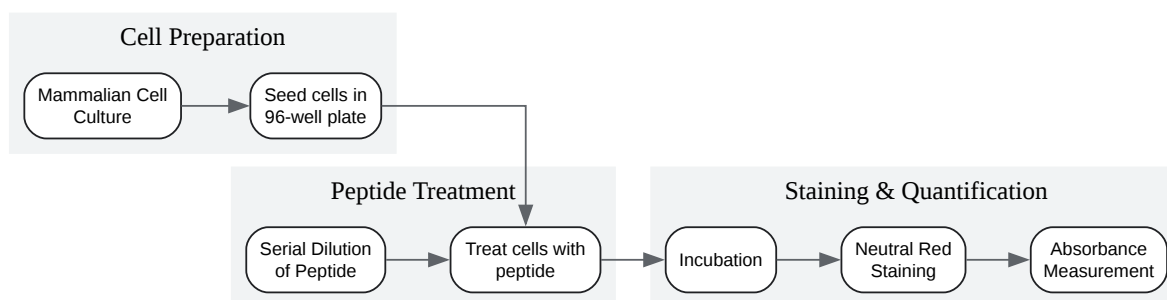 Cell Preparation
Mammalian Cell
Culture
Seed cells in
96-well plate
Peptide Treatment
Serial Dilution
of Peptide
Treat cells with
peptide
Staining & Quantification
Incubation
Neutral Red
Staining
Absorbance
Measurement